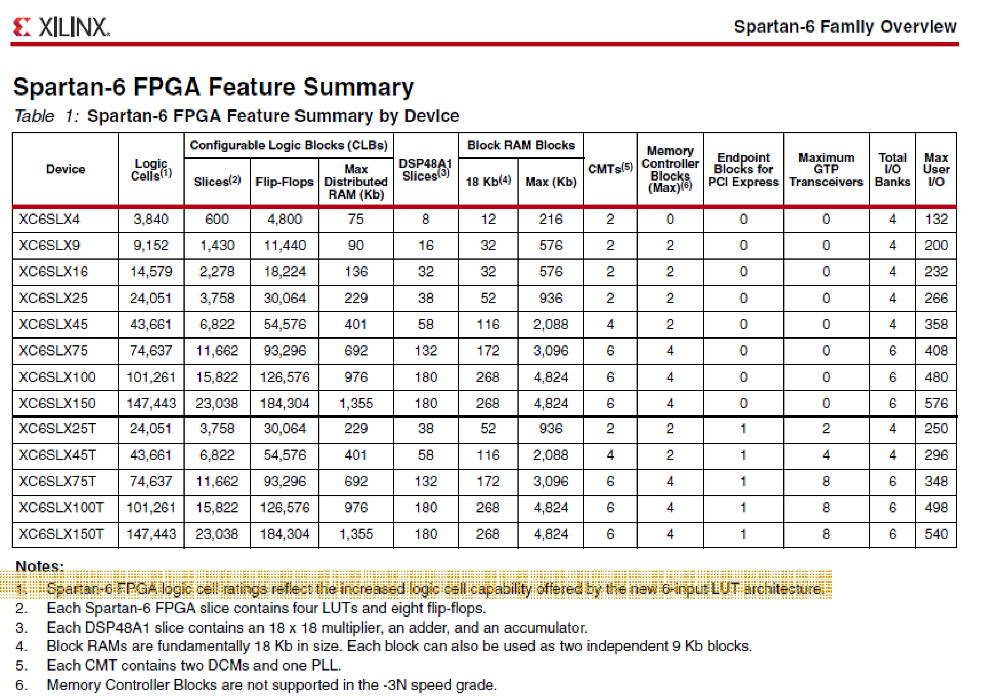 XILINX®
Spartan-6 Family Overview
Spartan-6 FPGA Feature Summary
Table 1: Spartan-6 FPGA Feature Summary by Device
Device Logic Cells(1) Configurable Logic Blocks (CLBs) DSP48A1 Slices(3) Block RAM Blocks CMTs(5) Memory Controller Blocks (Max)(6) Endpoint Blocks for PCI Express Maximum GTP Transceivers Total I/O Banks Max User I/O
Slices(2) Flip-Flops Max Distributed RAM (Kb) 18 Kb(4) Max (Kb)
XC6SLX4 3,840 600 4,800 75 8 12 216 2 0 0 0 4 132
XC6SLX9 9,152 1,430 11,440 90 16 32 576 2 2 0 0 4 200
XC6SLX16 14,579 2,278 18,224 136 32 32 576 2 2 0 0 4 232
XC6SLX25 24,051 3,758 30,064 229 38 52 936 2 2 0 0 4 266
XC6SLX45 43,661 6,822 54,576 401 58 116 2,088 4 2 0 0 4 358
XC6SLX75 74,637 11,662 93,296 692 132 172 3,096 6 4 0 0 6 408
XC6SLX100 101,261 15,822 126,576 976 180 268 4,824 6 4 0 0 6 480
XC6SLX150 147,443 23,038 184,304 1,355 180 268 4,824 6 4 0 0 6 576
XC6SLX25T 24,051 3,758 30,064 229 38 52 936 2 2 1 2 4 250
XC6SLX45T 43,661 6,822 54,576 401 58 116 2,088 4 2 1 4 4 296
XC6SLX75T 74,637 11,662 93,296 692 132 172 3,096 6 4 1 8 6 348
XC6SLX100T 101,261 15,822 126,576 976 180 268 4,824 6 4 1 8 6 498
XC6SLX150T 147,443 23,038 184,304 1,355 180 268 4,824 6 4 1 8 6 540
Notes:
1. Spartan-6 FPGA logic cell ratings reflect the increased logic cell capability offered by the new 6-input LUT architecture.
2. Each Spartan-6 FPGA slice contains four LUTs and eight flip-flops.
3. Each DSP48A1 slice contains an 18 x 18 multiplier, an adder, and an accumulator.
4. Block RAMs are fundamentally 18 Kb in size. Each block can also be used as two independent 9 Kb blocks.
5. Each CMT contains two DCMs and one PLL.
6. Memory Controller Blocks are not supported in the -3N speed grade.